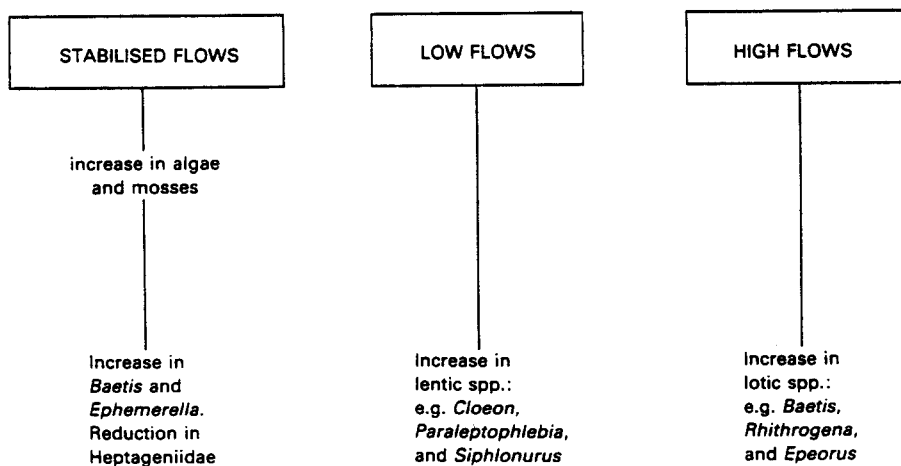 STABILISED FLOWS
increase in algae
and mosses
Increase in
Baetis and
Ephemerella.
Reduction in
Heptageniidae
LOW FLOWS
Increase in
lentic spp.:
e.g. Cloeon,
Paraleptophlebia,
and Siphlonurus
HIGH FLOWS
Increase in
lotic spp.:
e.g. Baetis,
Rhithrogena,
and Epeorus